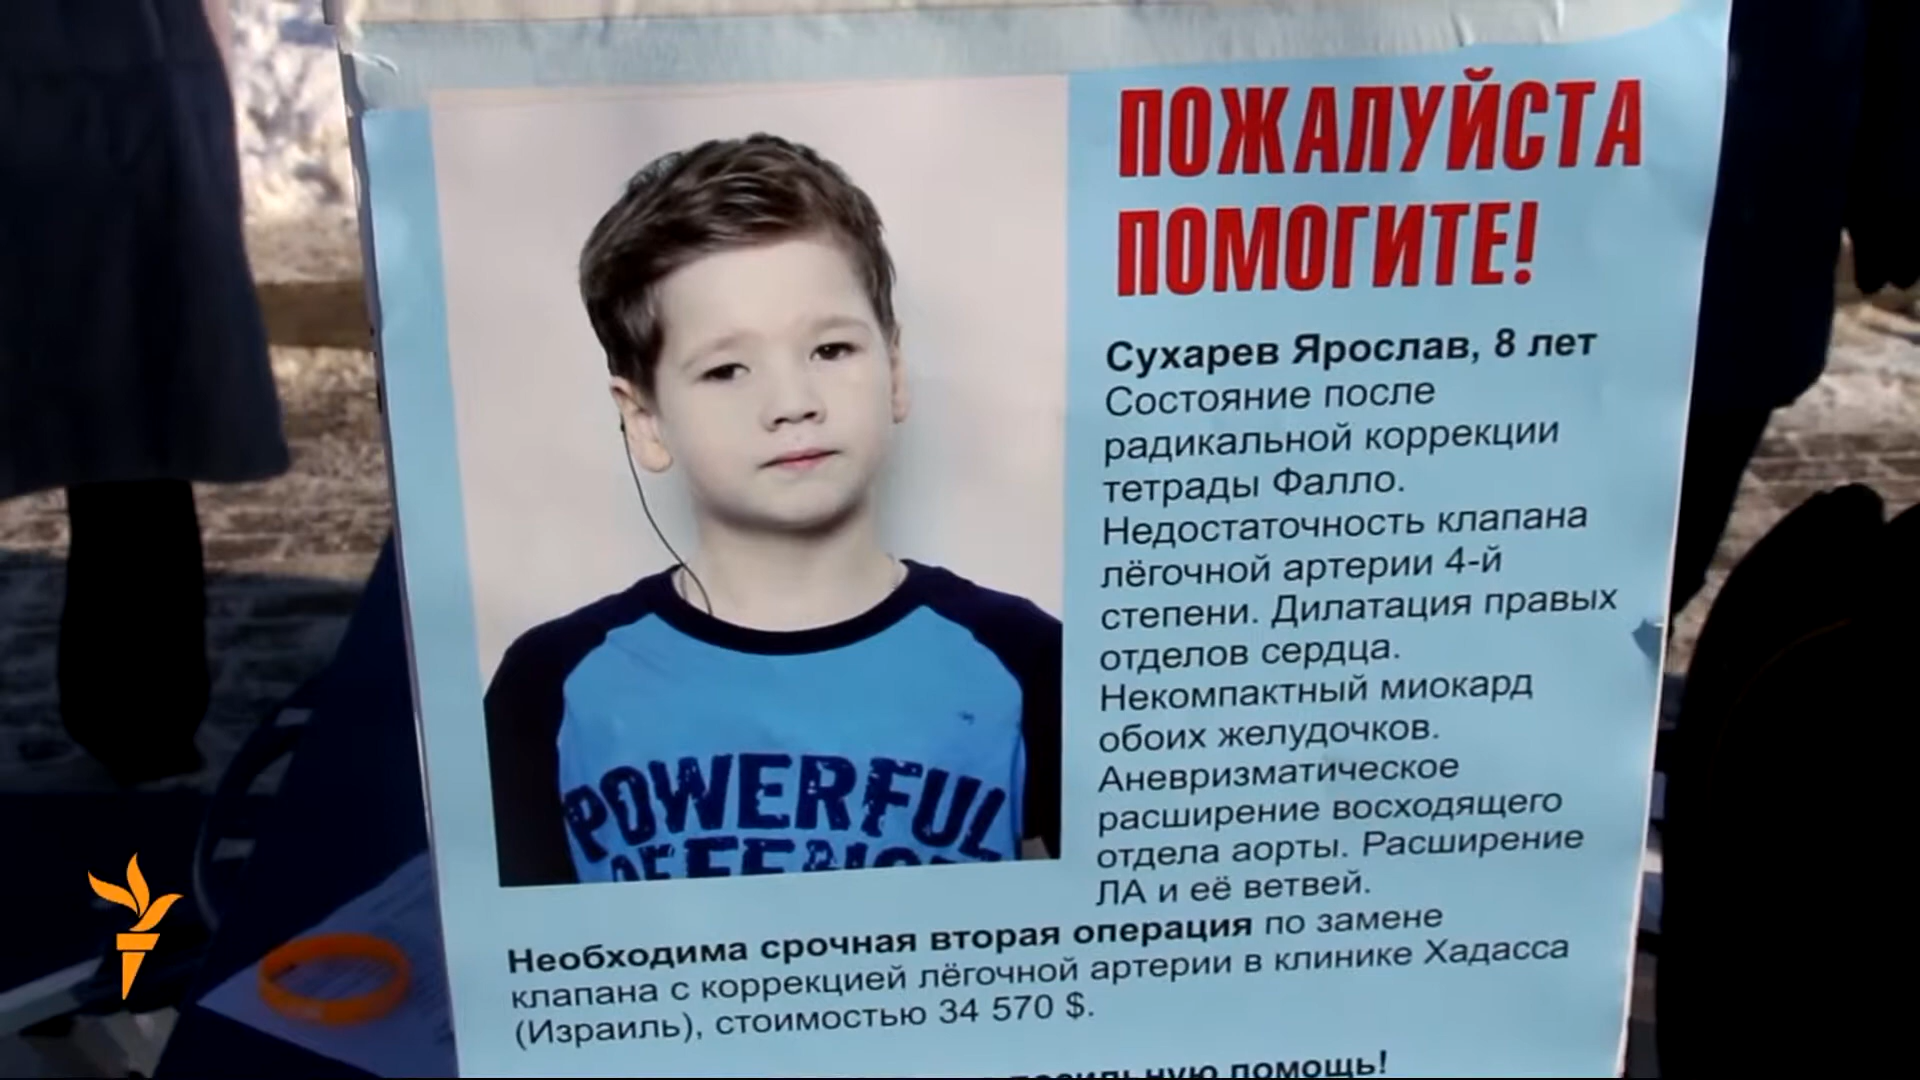 ПОЖАЛУЙСТА
ПОМОГИТЕ!
Сухарев Ярослав, 8 лет
Состояние после
радикальной коррекции
тетрады Фалло.
Недостаточность клапана
лёгочной артерии 4-й
степени. Дилатация правых
отделов сердца.
Некомпактный миокард
обоих желудочков.
Аневризматическое
расширение восходящего
отдела аорты. Расширение
ЛА и её ветвей.
POWERFUL
Необходима срочная вторая операция по замене
клапана с коррекцией лёгочной артерии в клинике Хадасса
(Израиль), стоимостью 34 570 $.
посильную помощь!